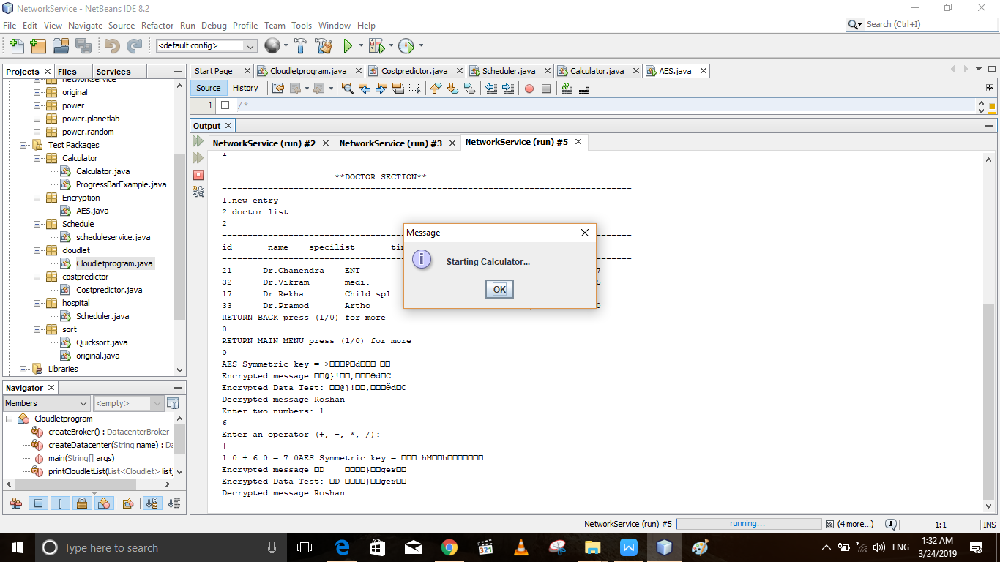 NetworkService - NetBeans IDE 8.2
File Edit View Navigate Source Refactor Run Debug Profile Team Tools Window Help
Search (Ctrl+I)
<default config>
Projects Files Services
networkservice
original
power
power.planetlab
power.random
Test Packages
Calculator
Calculator.java
ProgressBarExample.java
Encryption
AES.java
Schedule
scheduleservice.java
cloudlet
Cloudletprogram.java
costpredictor
Costpredictor.java
hospital
Scheduler.java
sort
Quicksort.java
original.java
Libraries
Navigator
Members <empty>
Cloudletprogram
createBroker() : DatacenterBroker
createDatacenter(String name) : Da
main(String[] args)
printCloudletList(List<Cloudlet> list)
Start Page Cloudletprogram.java Costpredictor.java Scheduler.java Calculator.java AES.java
Source History
1 /*
Output
NetworkService (run) #2 NetworkService (run) #3 NetworkService (run) #5
1
--------------------------------------------------------------------------------
**DOCTOR SECTION**
--------------------------------------------------------------------------------
1.new entry
2.doctor list
2
--------------------------------------------------------------------------------
id name specilist
--------------------------------------------------------------------------------
21 Dr.Ghanendra ENT 7
32 Dr.Vikram medi. 5
17 Dr.Rekha Child spl
33 Dr.Pramod Artho 0
RETURN BACK press (1/0) for more
0
RETURN MAIN MENU press (1/0) for more
0
AES Symmetric key = >□□□P□d□□□ □□
Encrypted message □□@}!□□,□□□ëd□C
Encrypted Data Test: □□@}!□□,□□□ëd□C
Decrypted message Roshan
Enter two numbers: 1
6
Enter an operator (+, -, *, /):
+
1.0 + 6.0 = 7.0AES Symmetric key = □□□.hM□□h□□□□□□□
Encrypted message □D □□□□}□□geʁ□□
Encrypted Data Test: □D □□□□}□□geʁ□□
Decrypted message Roshan
Message
Starting Calculator...
OK
NetworkService (run) #5 running... (4 more...) 1 1:1 INS
Type here to search
321
W
ENG
1:32 AM
3/24/2019